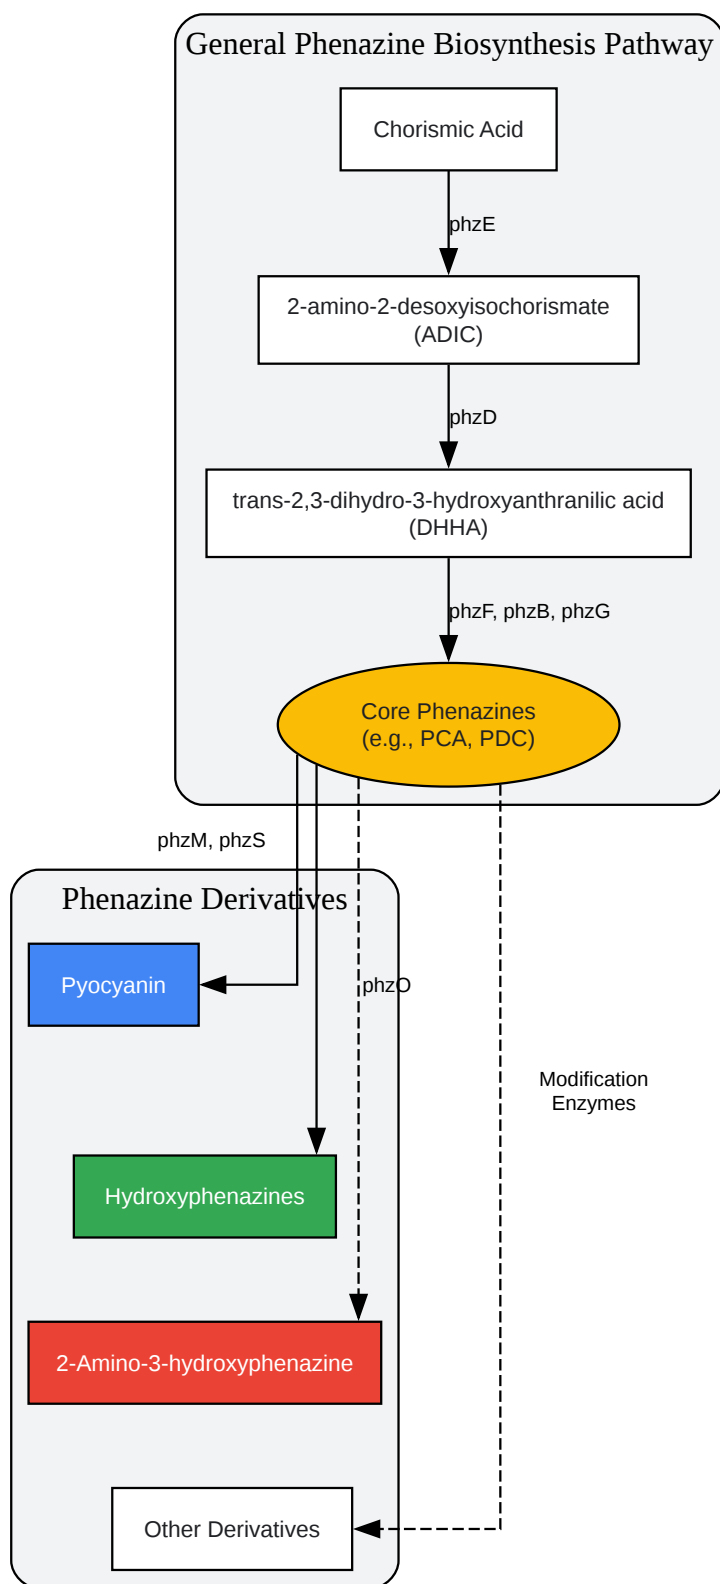 General Phenazine Biosynthesis Pathway
Chorismic Acid
phzE
2-amino-2-desoxyisochorismate
(ADIC)
phzD
trans-2,3-dihydro-3-hydroxyanthranilic acid
(DHHA)
phzF, phzB, phzG
Core Phenazines
(e.g., PCA, PDC)
phzM, phzS
Phenazine Derivatives
Pyocyanin
phzO
Modification
Enzymes
Hydroxyphenazines
2-Amino-3-hydroxyphenazine
Other Derivatives